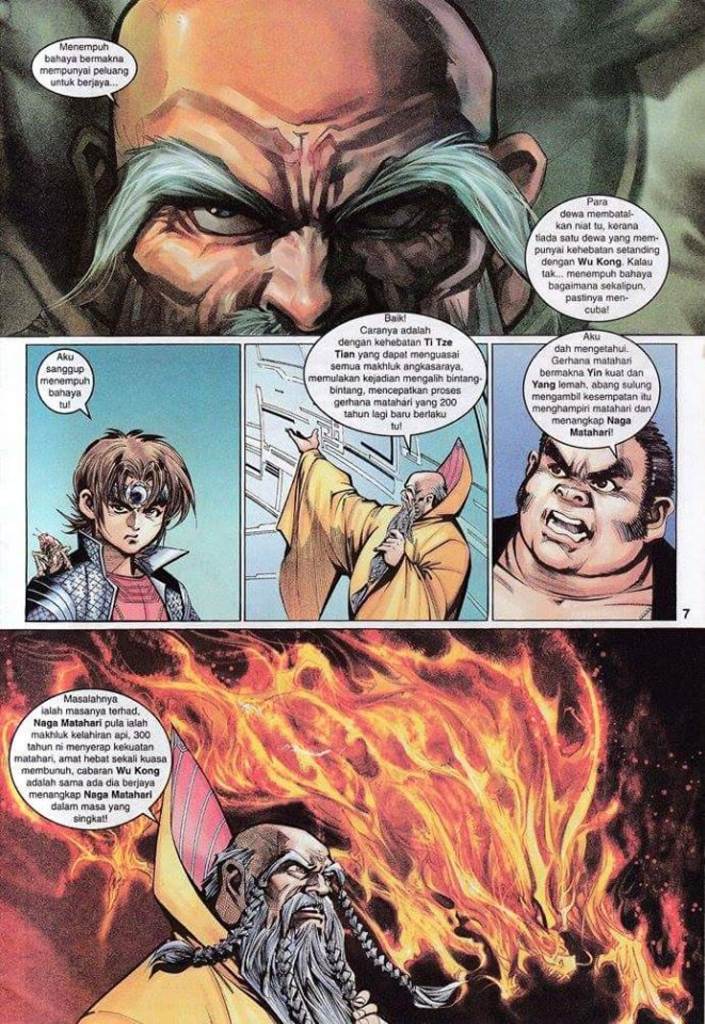 Menempuh
bahaya bermakna
mempunyai peluang
untuk berjaya...
Para
dewa membatal-
kan niat tu, kerana
tiada satu dewa yang mem-
punyai kehebatan setanding
dengan Wu Kong. Kalau
tak... menempuh bahaya
bagaimana sekalipun,
pastinya men-
cuba!
Aku
sanggup
menempuh
bahaya
tu!
Baik!
Caranya adalah
dengan kehebatan Ti Tze
Tian yang dapat menguasai
semua makhluk angkasaraya,
memulakan kejadian mengalih bintang-
bintang, mencepatkan proses
gerhana matahari yang 200
tahun lagi baru berlaku
tu!
Aku
dah mengetahui.
Gerhana matahari
bermakna Yin kuat dan
Yang lemah, abang sulung
mengambil kesempatan itu
menghampiri matahari dan
menangkap Naga
Matahari!
7
Masalahnya
ialah masanya terhad,
Naga Matahari pula ialah
makhluk kelahiran api, 300
tahun ni menyerap kekuatan
matahari, amat hebat sekali kuasa
membunuh, cabaran Wu Kong
adalah sama ada dia berjaya
menangkap Naga Matahari
dalam masa yang
singkat!